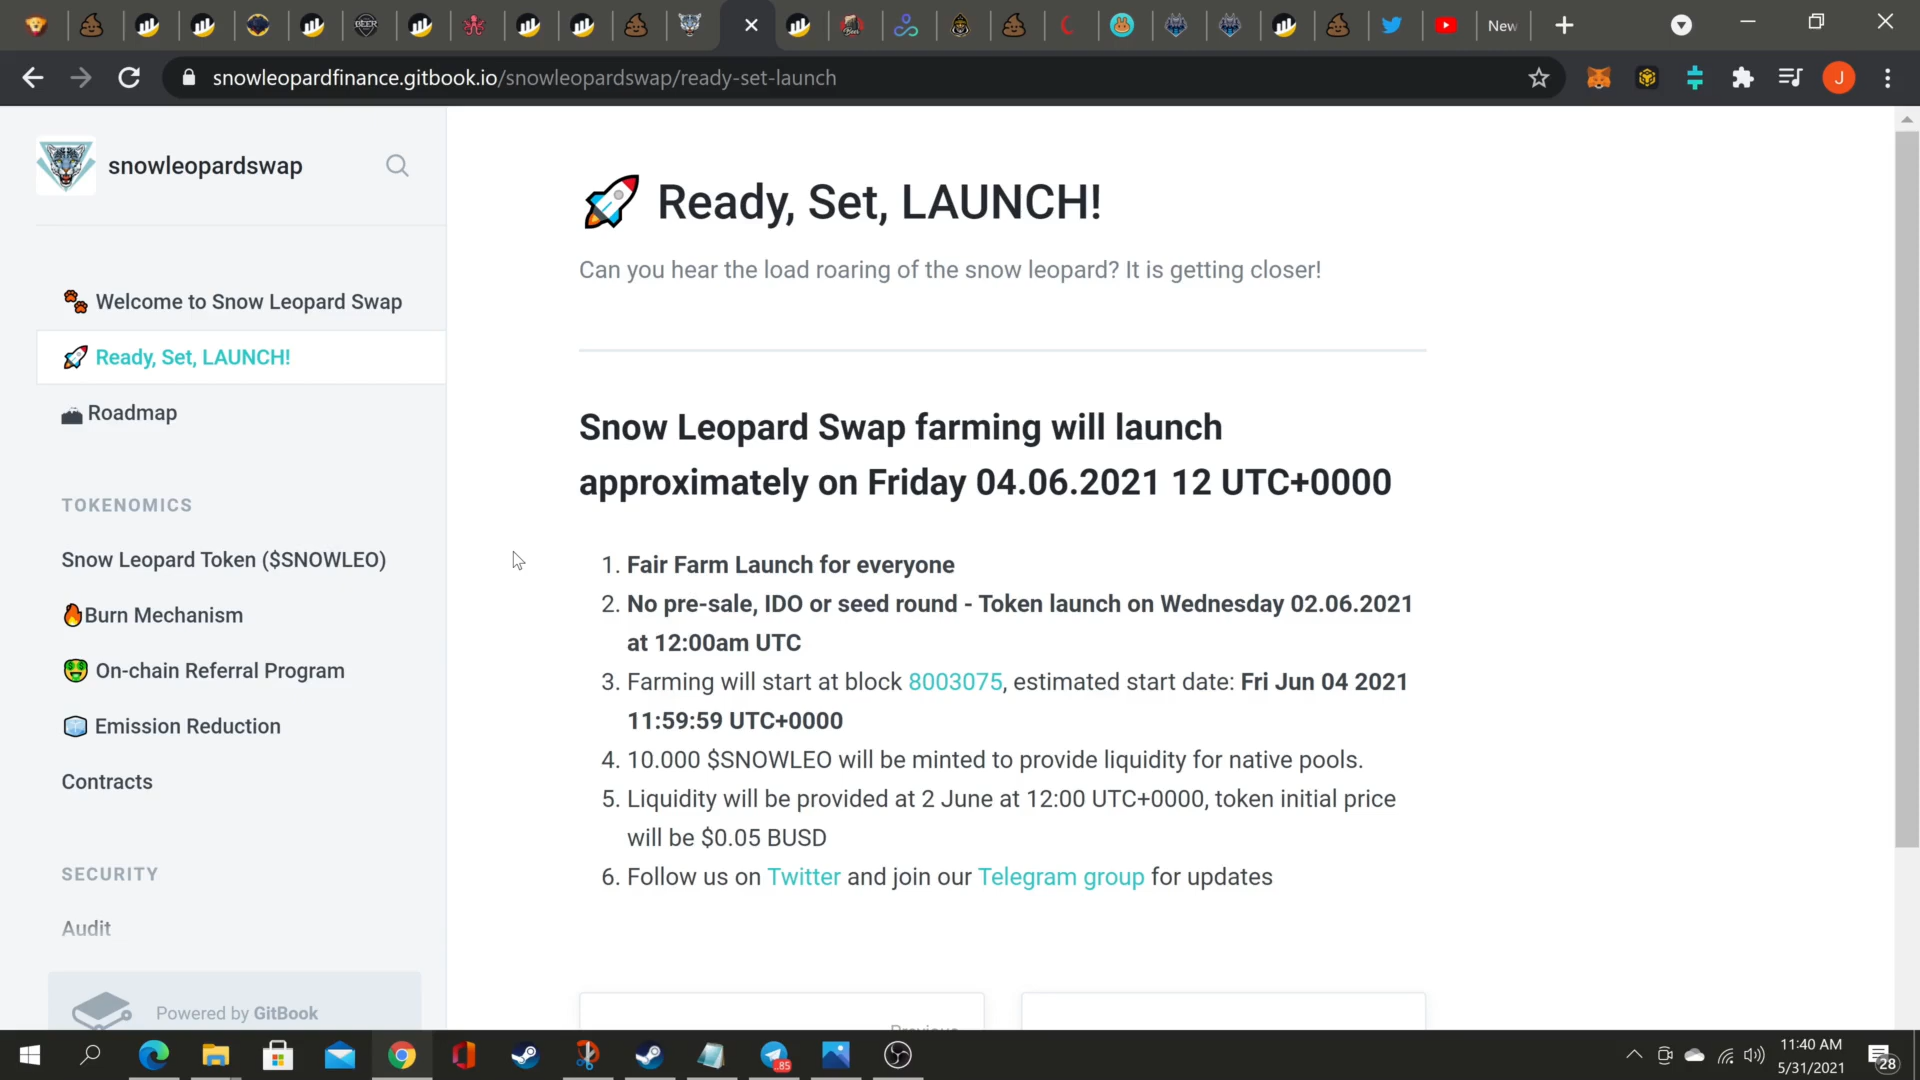 New
snowleopardfinance.gitbook.io/snowleopardswap/ready-set-launch
J
snowleopardswap
Ready, Set, LAUNCH!
Can you hear the load roaring of the snow leopard? It is getting closer!
Welcome to Snow Leopard Swap
Ready, Set, LAUNCH!
Roadmap
TOKENOMICS
Snow Leopard Token ($SNOWLEO)
Burn Mechanism
On-chain Referral Program
Emission Reduction
Contracts
SECURITY
Audit
Powered by GitBook
Snow Leopard Swap farming will launch
approximately on Friday 04.06.2021 12 UTC+0000
1. Fair Farm Launch for everyone
2. No pre-sale, IDO or seed round - Token launch on Wednesday 02.06.2021
at 12:00am UTC
3. Farming will start at block 8003075, estimated start date: Fri Jun 04 2021
11:59:59 UTC+0000
4. 10.000 $SNOWLEO will be minted to provide liquidity for native pools.
5. Liquidity will be provided at 2 June at 12:00 UTC+0000, token initial price
will be $0.05 BUSD
6. Follow us on Twitter and join our Telegram group for updates
Previous
85
11:40 AM
5/31/2021
28